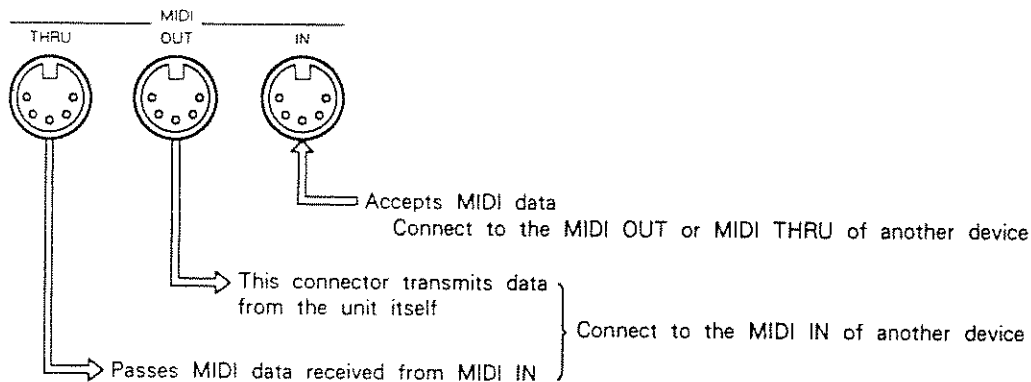 MIDI
THRU OUT IN
Accepts MIDI data
Connect to the MIDI OUT or MIDI THRU of another device
This connector transmits data
from the unit itself
Connect to the MIDI IN of another device
Passes MIDI data received from MIDI IN